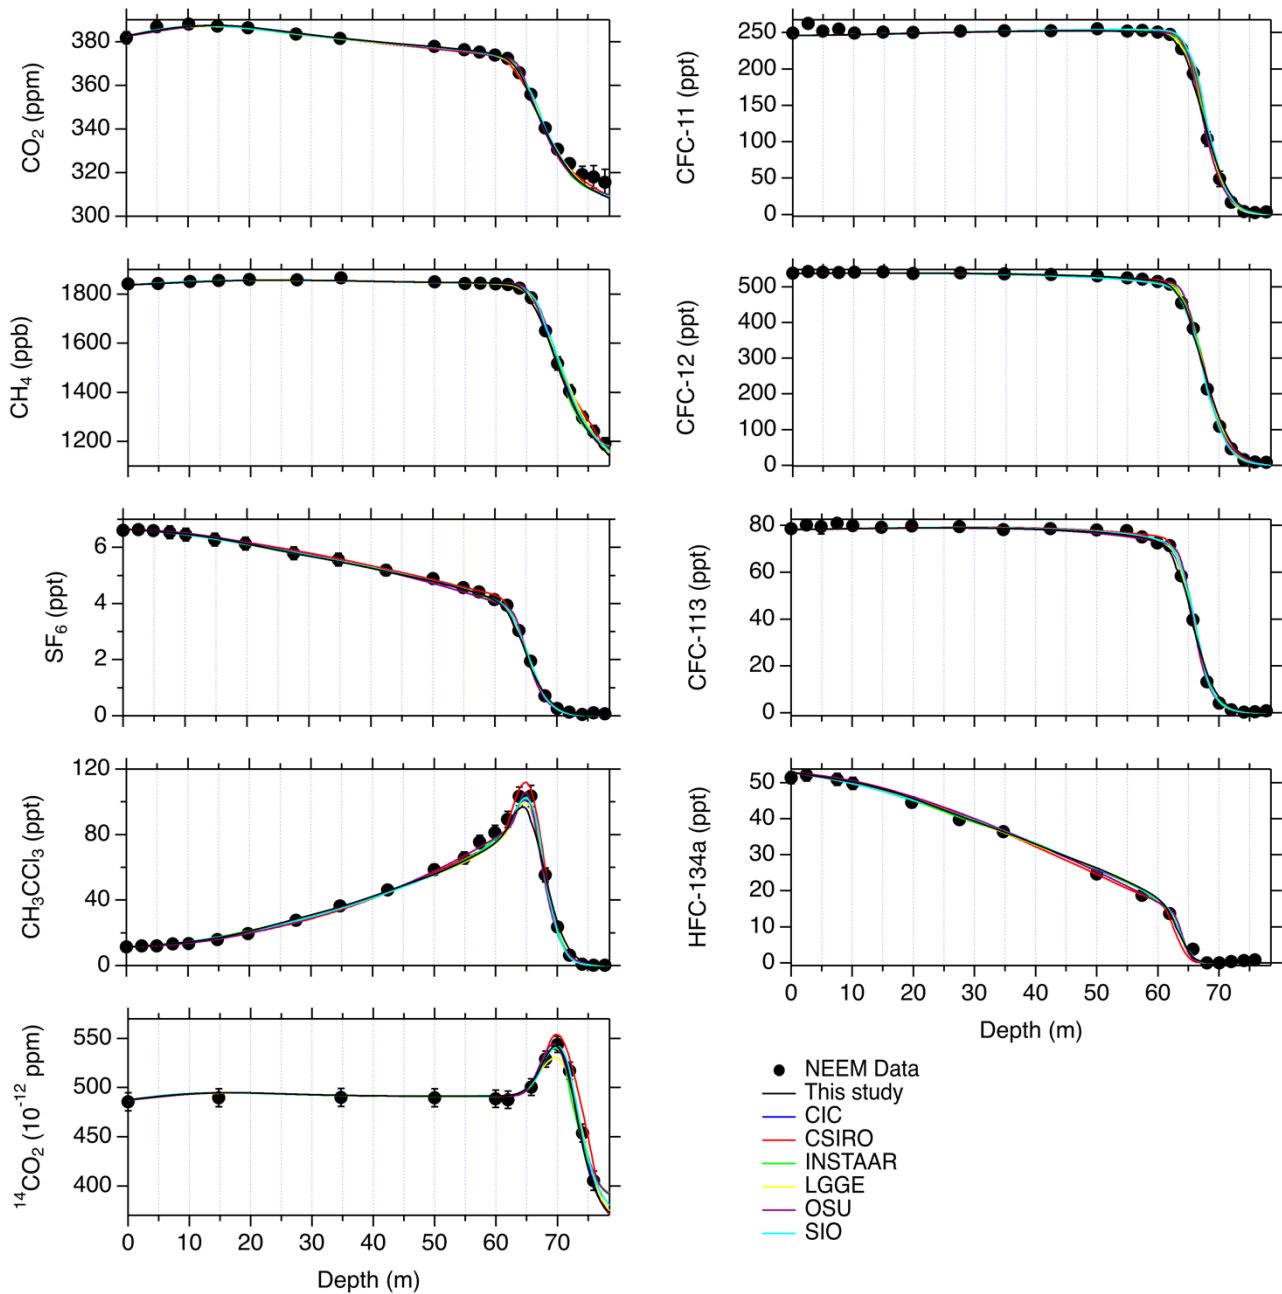 CO2 (ppm)
380
360
340
320
300
CH4 (ppb)
1800
1600
1400
1200
SF6 (ppt)
6
4
2
0
CH3CCl3 (ppt)
120
80
40
0
14CO2 (10-12 ppm)
550
500
450
400
0 10 20 30 40 50 60 70
Depth (m)
CFC-11 (ppt)
250
200
150
100
50
0
CFC-12 (ppt)
500
400
300
200
100
0
CFC-113 (ppt)
80
60
40
20
0
HFC-134a (ppt)
50
40
30
20
10
0
0 10 20 30 40 50 60 70
Depth (m)
NEEM Data
This study
CIC
CSIRO
INSTAAR
LGGE
OSU
SIO